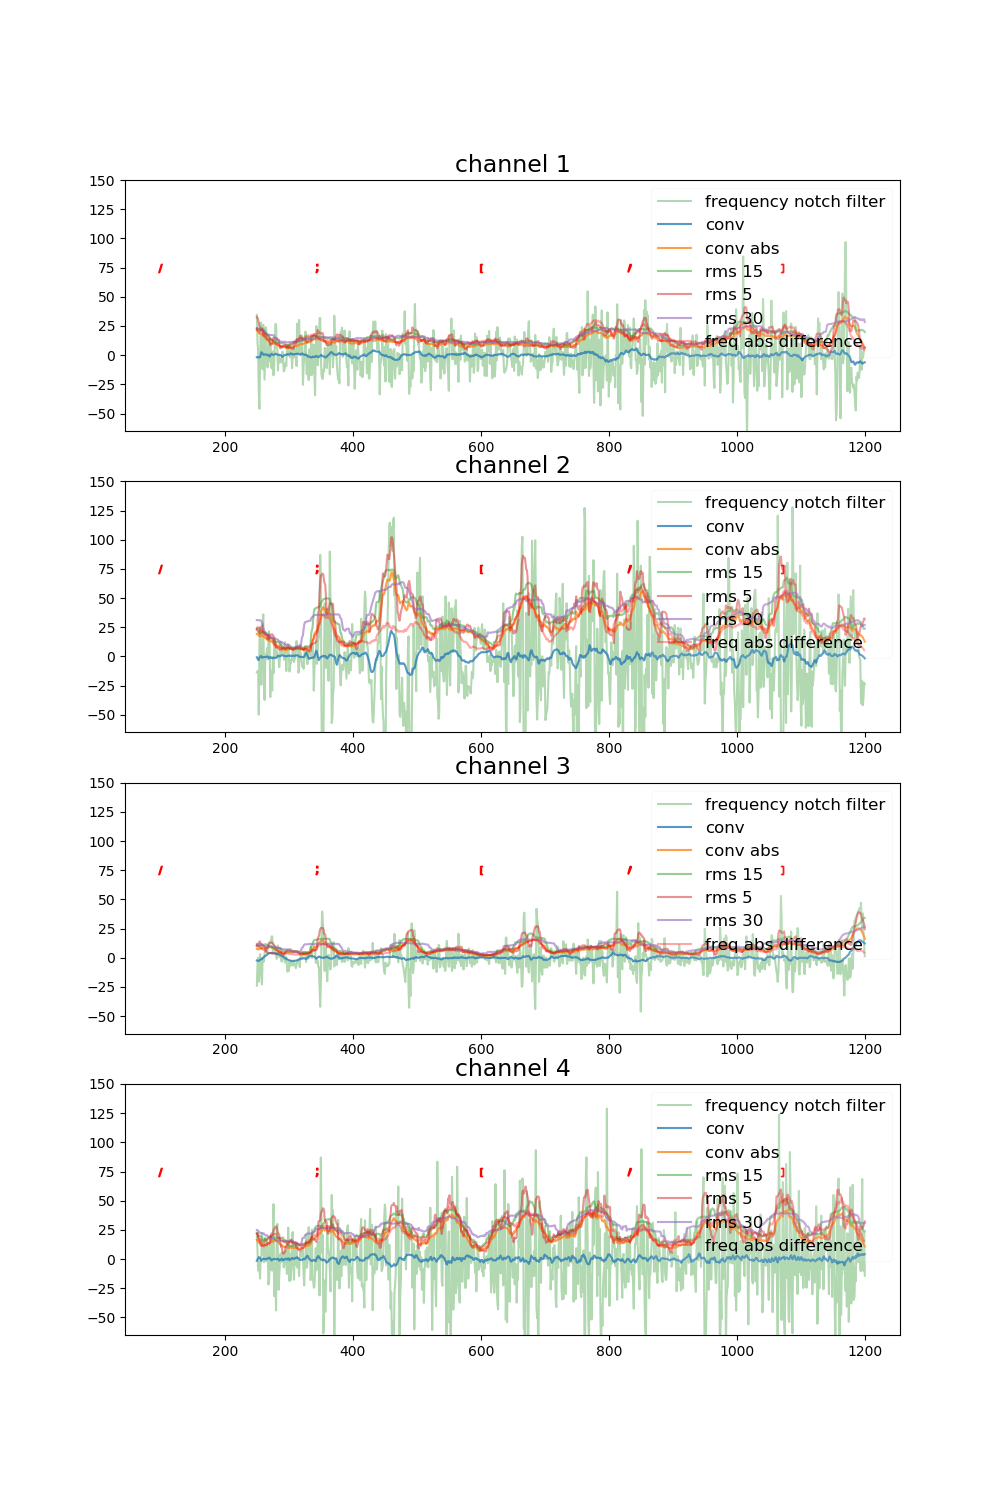 channel 1
150
125
100
75
50
25
0
−25
−50
/ ; [ / ]
frequency notch filter
conv
conv abs
rms 15
rms 5
rms 30
freq abs difference
200 400 600 800 1000 1200
channel 2
150
125
100
75
50
25
0
−25
−50
/ ; [ / ]
frequency notch filter
conv
conv abs
rms 15
rms 5
rms 30
freq abs difference
200 400 600 800 1000 1200
channel 3
150
125
100
75
50
25
0
−25
−50
/ ; [ / ]
frequency notch filter
conv
conv abs
rms 15
rms 5
rms 30
freq abs difference
200 400 600 800 1000 1200
channel 4
150
125
100
75
50
25
0
−25
−50
/ ; [ / ]
frequency notch filter
conv
conv abs
rms 15
rms 5
rms 30
freq abs difference
200 400 600 800 1000 1200